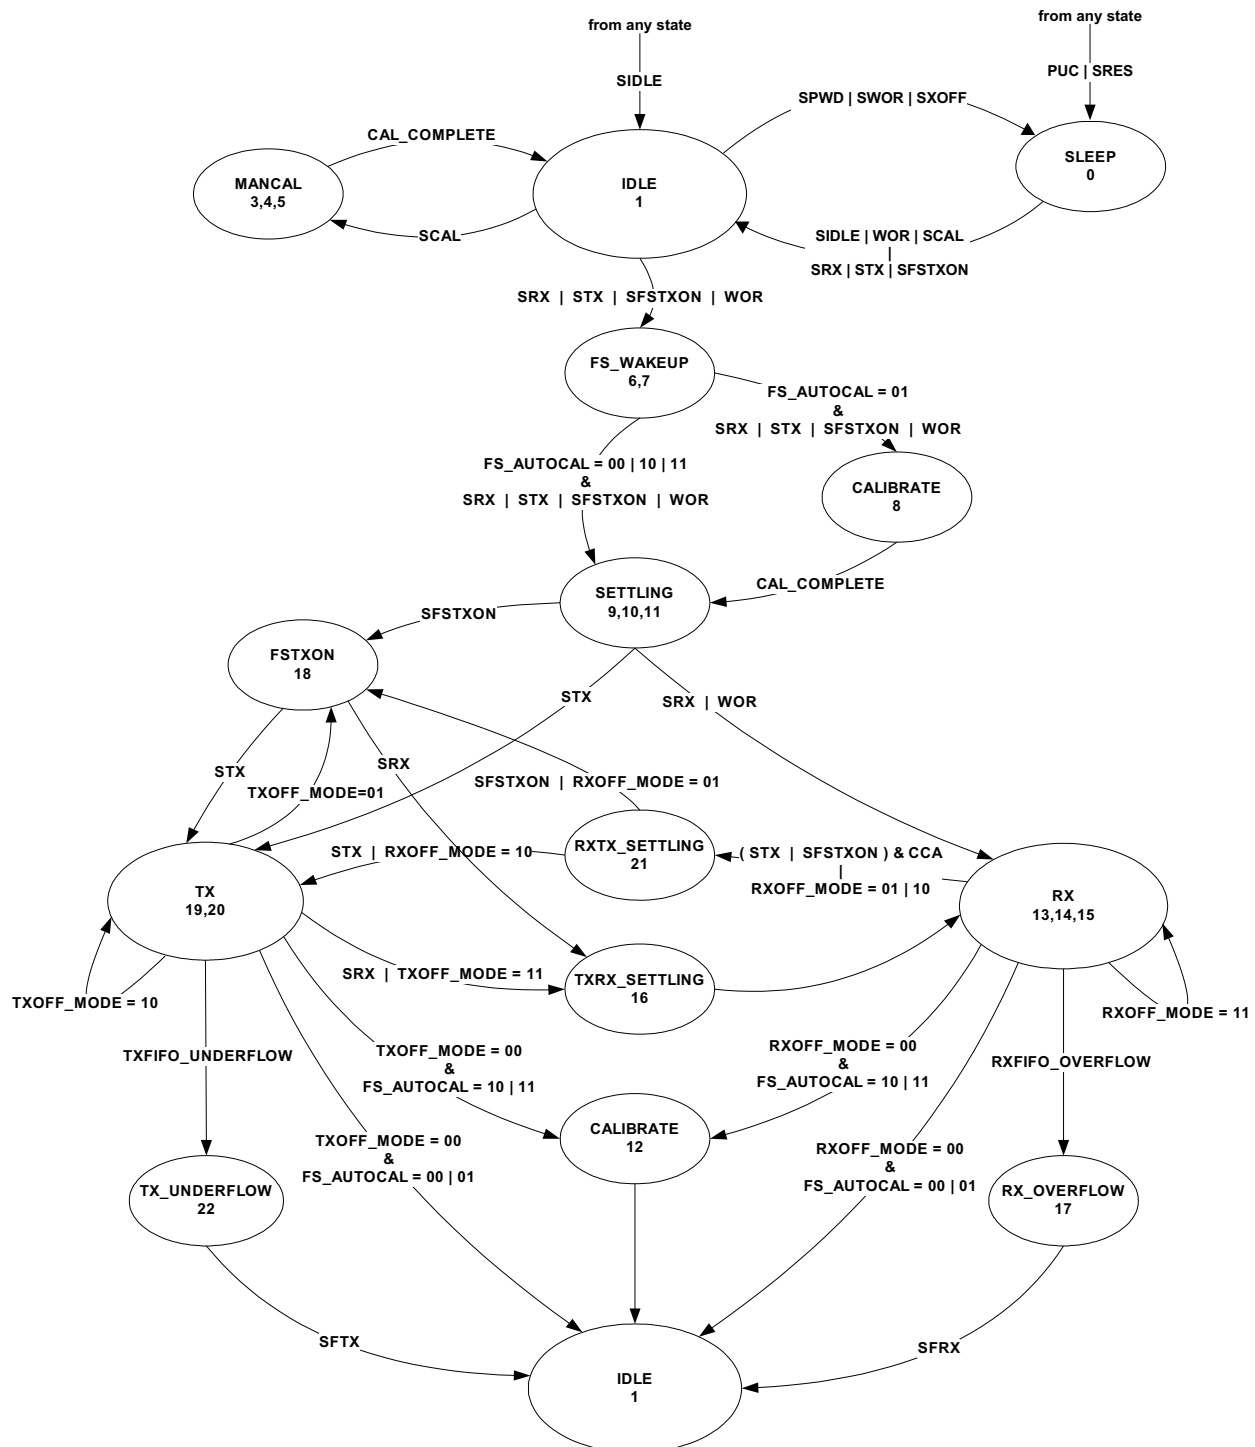 from any state
from any state
SIDLE
PUC | SRES
SPWD | SWOR | SXOFF
CAL_COMPLETE
MANCAL
3,4,5
IDLE
1
SLEEP
0
SCAL
SIDLE | WOR | SCAL
|
SRX | STX | SFSTXON
SRX | STX | SFSTXON | WOR
FS_WAKEUP
6,7
FS_AUTOCAL = 01
&
SRX | STX | SFSTXON | WOR
FS_AUTOCAL = 00 | 10 | 11
&
SRX | STX | SFSTXON | WOR
CALIBRATE
8
CAL_COMPLETE
SETTLING
9,10,11
SFSTXON
FSTXON
18
STX
SRX | WOR
STX
SRX
TXOFF_MODE=01
SFSTXON | RXOFF_MODE = 01
STX | RXOFF_MODE = 10
RXTX_SETTLING
21
( STX | SFSTXON ) & CCA
|
RXOFF_MODE = 01 | 10
TX
19,20
RX
13,14,15
SRX | TXOFF_MODE = 11
TXRX_SETTLING
16
TXOFF_MODE = 10
RXOFF_MODE = 11
TXFIFO_UNDERFLOW
TXOFF_MODE = 00
&
FS_AUTOCAL = 10 | 11
RXOFF_MODE = 00
&
FS_AUTOCAL = 10 | 11
RXFIFO_OVERFLOW
CALIBRATE
12
TXOFF_MODE = 00
&
FS_AUTOCAL = 00 | 01
RXOFF_MODE = 00
&
FS_AUTOCAL = 00 | 01
TX_UNDERFLOW
22
RX_OVERFLOW
17
SFTX
SFRX
IDLE
1